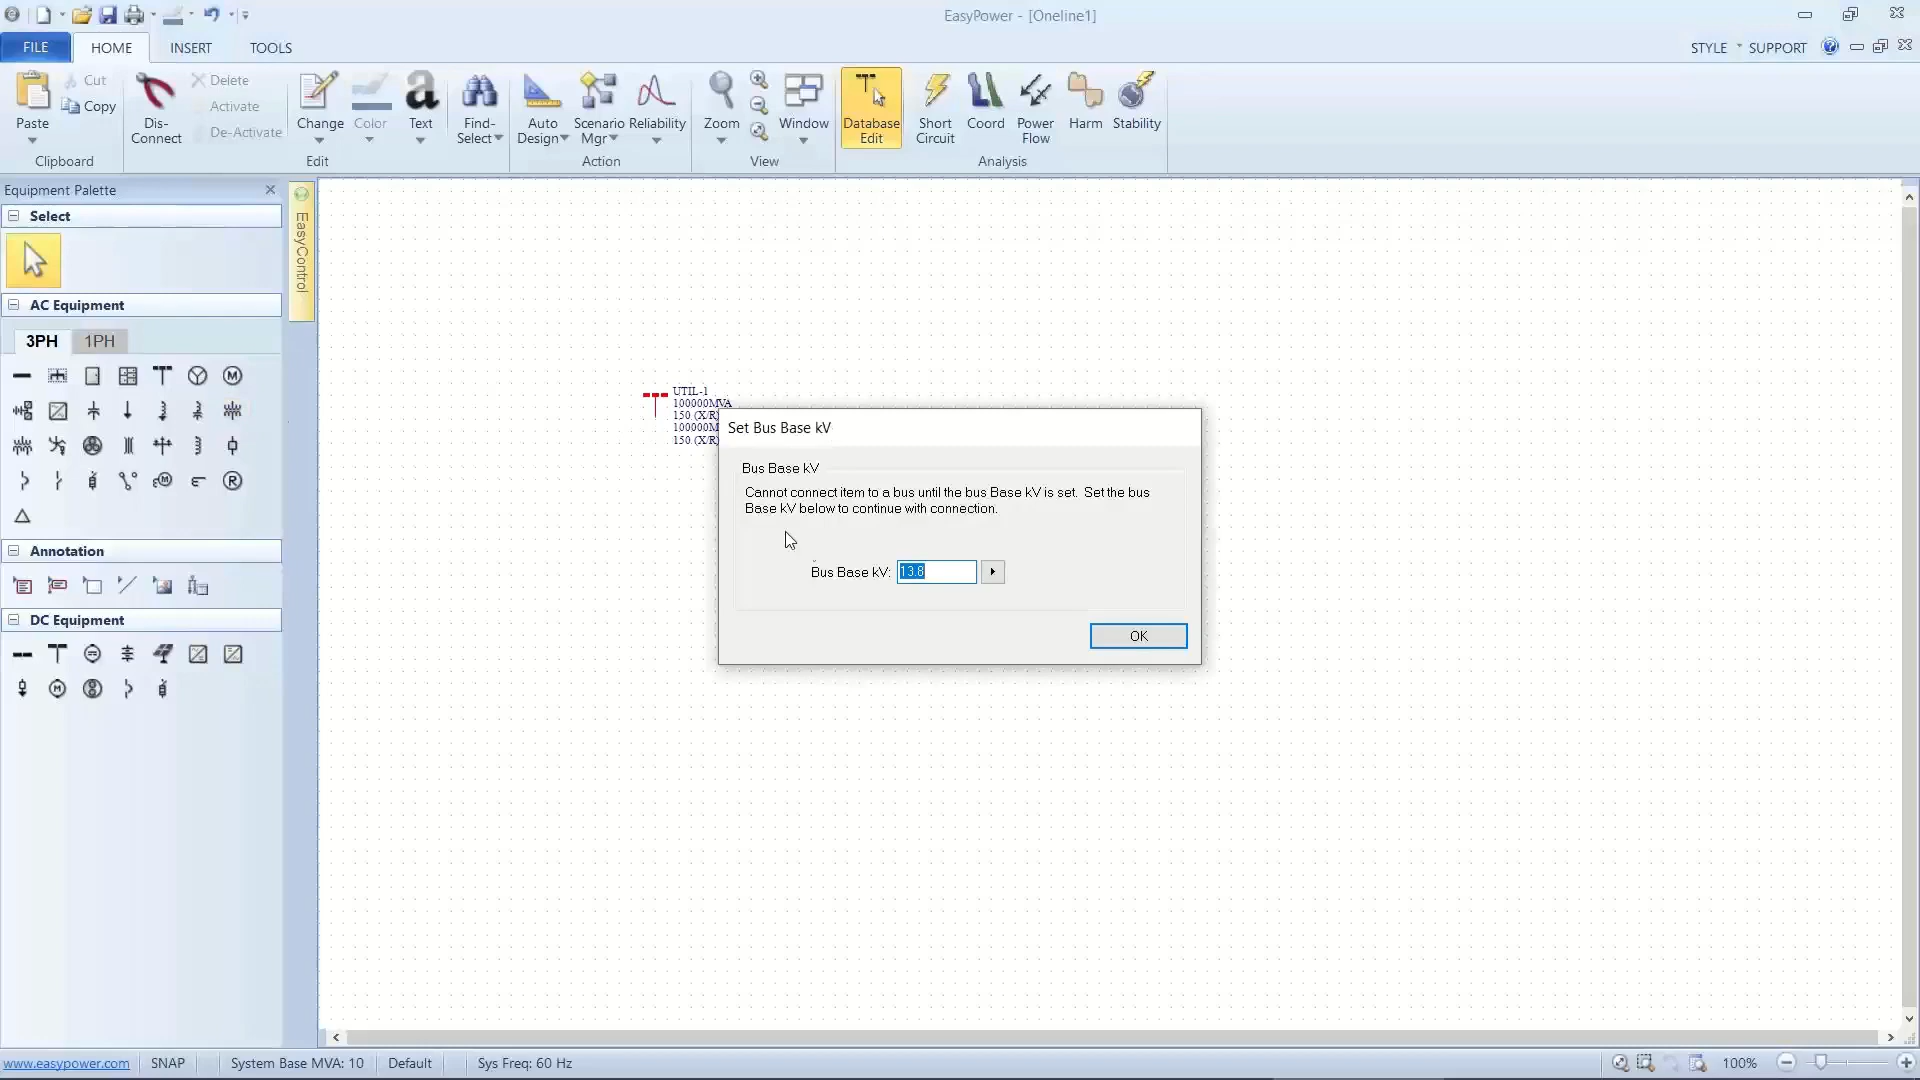 EasyPower - [Oneline1]
FILE
HOME
INSERT
TOOLS
STYLE
SUPPORT
Paste
Cut
Copy
Clipboard
Dis-
Connect
Delete
Activate
De-Activate
Change
Color
Text
Find-
Select
Edit
Auto
Design
Scenario
Mgr
Reliability
Action
Zoom
Window
View
Database
Edit
Short
Circuit
Coord
Power
Flow
Harm
Stability
Analysis
Equipment Palette
Select
EasyControl
AC Equipment
3PH
1PH
Annotation
DC Equipment
UTIL-1
100000MVA
150 (X/R)
100000M
150 (X/R)
Set Bus Base kV
Bus Base kV
Cannot connect item to a bus until the bus Base kV is set. Set the bus
Base kV below to continue with connection.
Bus Base kV: 13.8
OK
www.easypower.com
SNAP
System Base MVA: 10
Default
Sys Freq: 60 Hz
100%